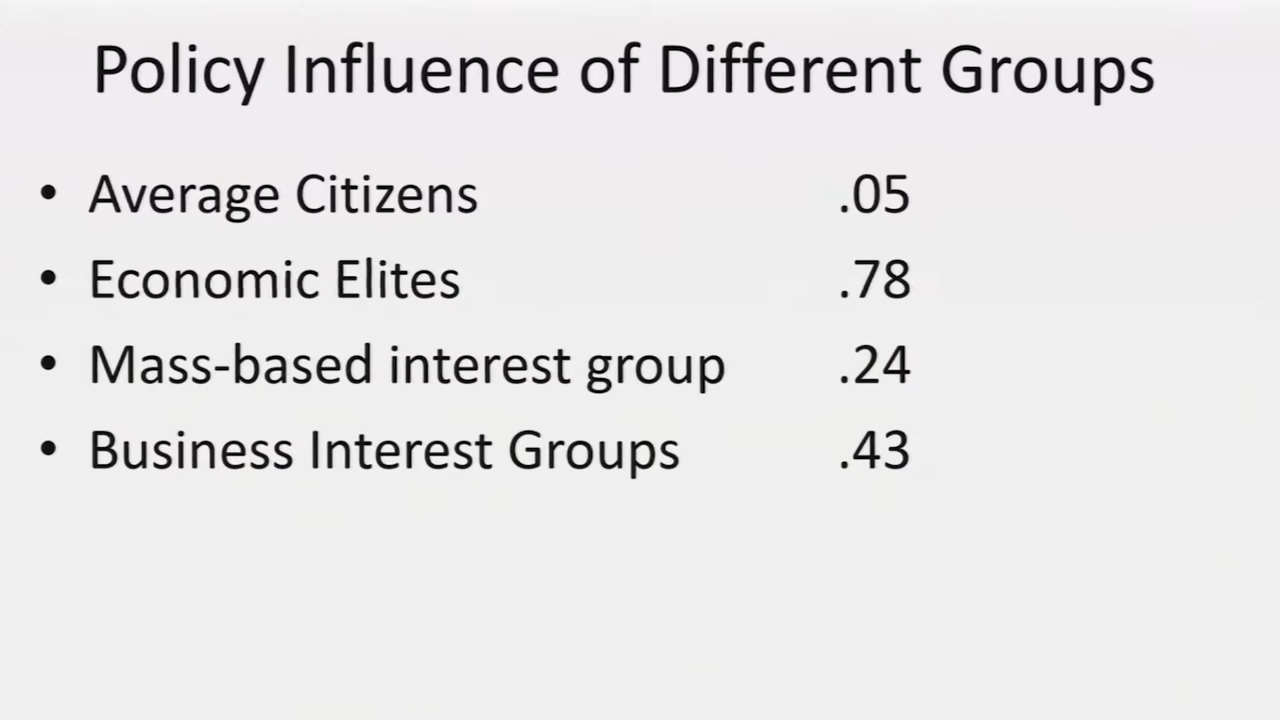 Policy Influence of Different Groups
• Average Citizens .05
• Economic Elites .78
• Mass-based interest group .24
• Business Interest Groups .43